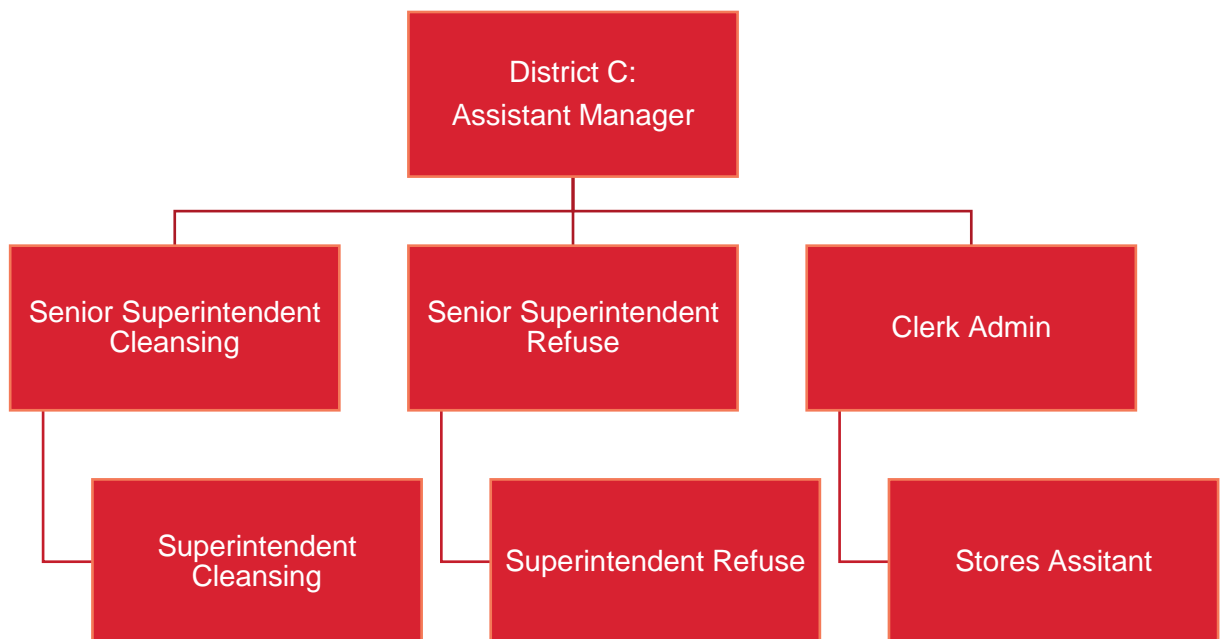 District C:
Assistant Manager
Senior Superintendent
Cleansing
Senior Superintendent
Refuse
Clerk Admin
Superintendent
Cleansing
Superintendent Refuse
Stores Assitant